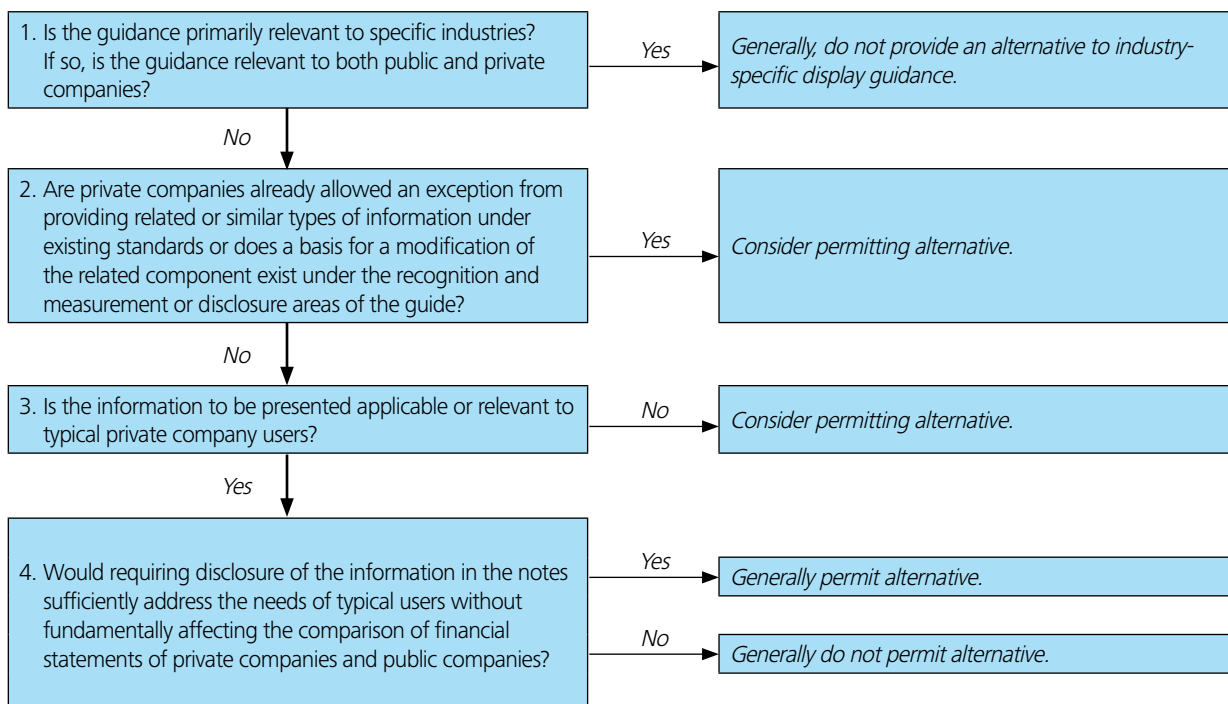 1. Is the guidance primarily relevant to specific industries?
If so, is the guidance relevant to both public and private
companies?
Yes
Generally, do not provide an alternative to industry-
specific display guidance.
No
2. Are private companies already allowed an exception from
providing related or similar types of information under
existing standards or does a basis for a modification of
the related component exist under the recognition and
measurement or disclosure areas of the guide?
Yes
Consider permitting alternative.
No
3. Is the information to be presented applicable or relevant to
typical private company users?
No
Consider permitting alternative.
Yes
4. Would requiring disclosure of the information in the notes
sufficiently address the needs of typical users without
fundamentally affecting the comparison of financial
statements of private companies and public companies?
Yes
Generally permit alternative.
No
Generally do not permit alternative.